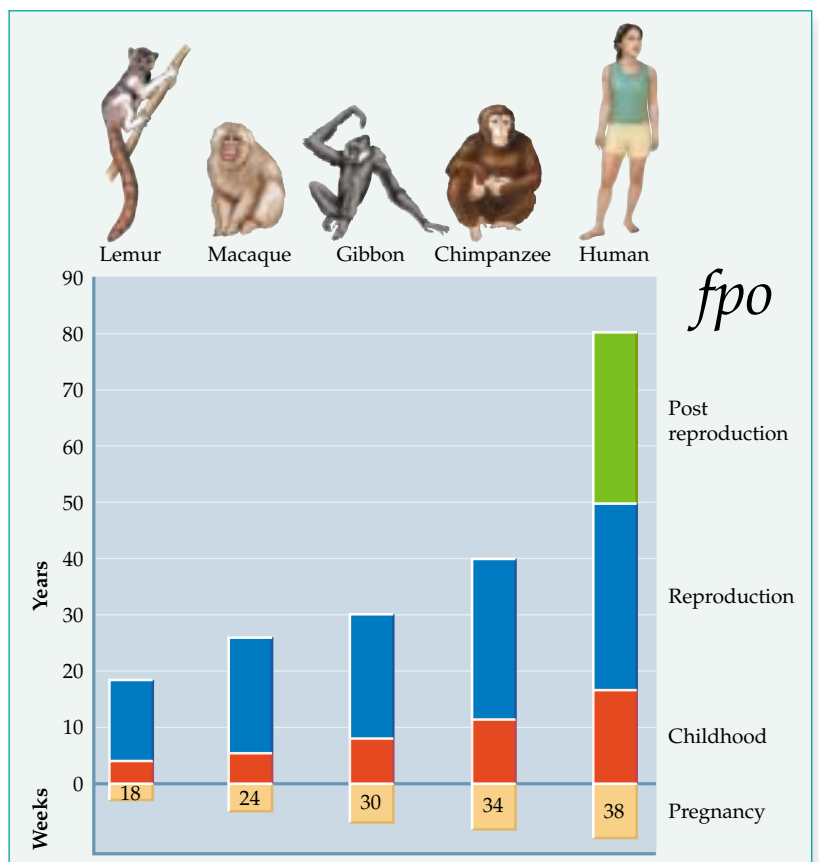 Lemur Macaque Gibbon Chimpanzee Human
fpo
90
80
70
60
50
40
30
20
10
0
Years
Weeks
Post
reproduction
Reproduction
Childhood
Pregnancy
18 24 30 34 38